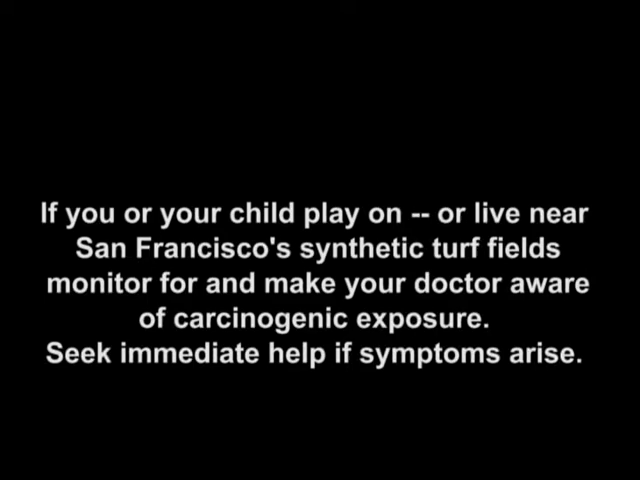 If you or your child play on -- or live near
San Francisco's synthetic turf fields
monitor for and make your doctor aware
of carcinogenic exposure.
Seek immediate help if symptoms arise.